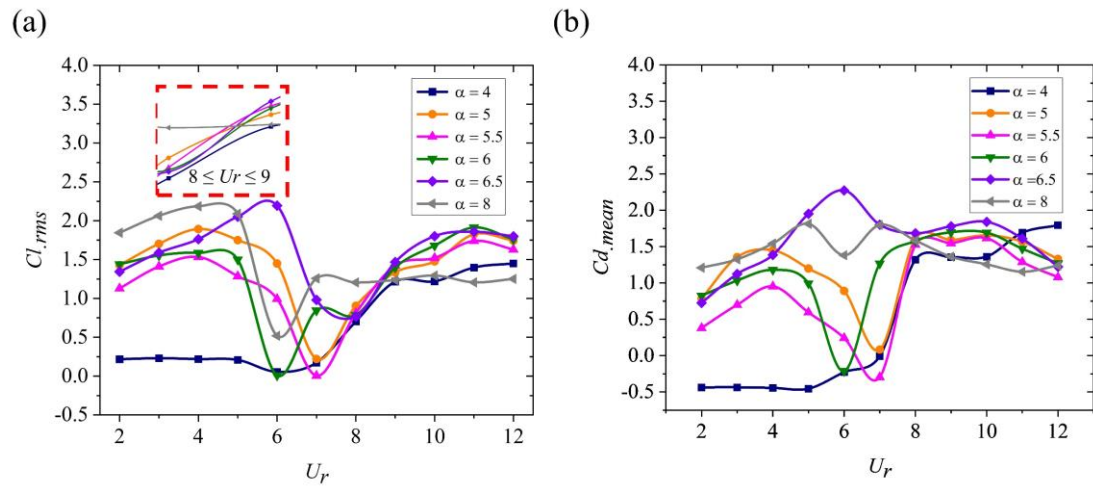 (a)
4.0
3.5
3.0
2.5
2.0
1.5
1.0
0.5
0.0
-0.5
Cl.rms
8 ≤ Ur ≤ 9
α = 4
α = 5
α = 5.5
α = 6
α = 6.5
α = 8
2 4 6 8 10 12
Ur
(b)
4.0
3.5
3.0
2.5
2.0
1.5
1.0
0.5
0.0
-0.5
Cd.mean
α = 4
α = 5
α = 5.5
α = 6
α =6.5
α = 8
2 4 6 8 10 12
Ur